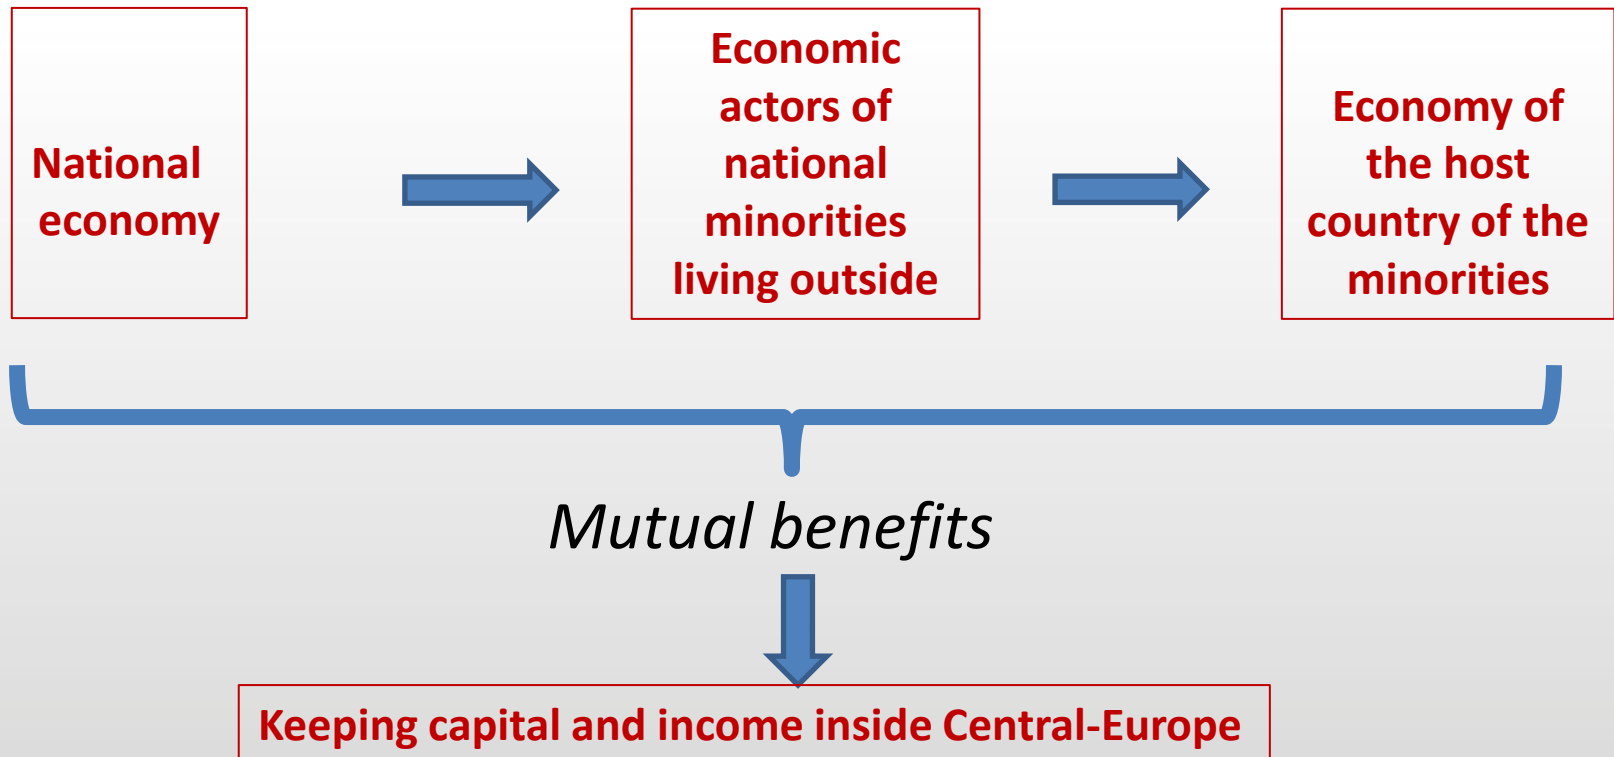 National
economy
Economic
actors of
national
minorities
living outside
Economy of
the host
country of the
minorities
Mutual benefits
Keeping capital and income inside Central-Europe